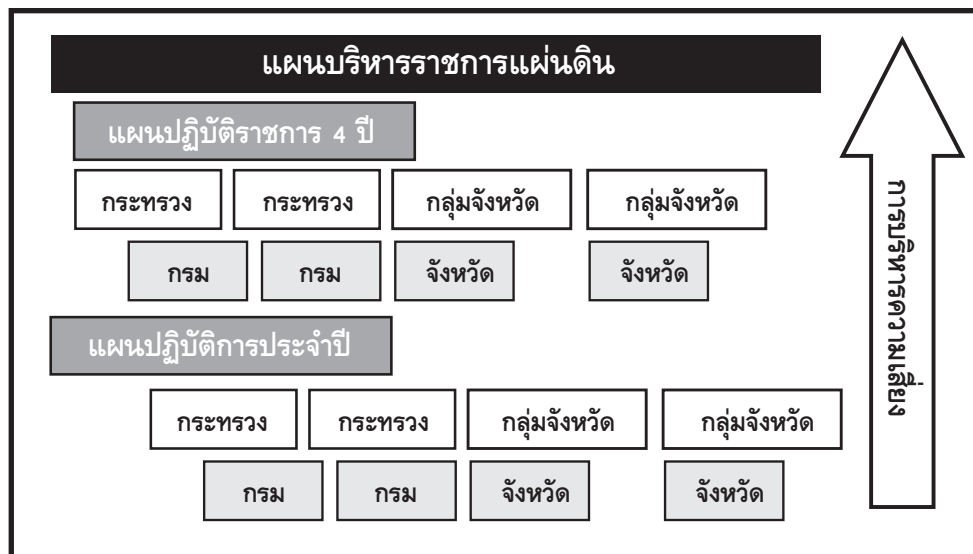 แผนบริหารราชการแผ่นดิน
แผนปฏิบัติราชการ 4 ปี
กระทรวง กระทรวง กลุ่มจังหวัด กลุ่มจังหวัด
กรม กรม จังหวัด จังหวัด
แผนปฏิบัติการประจำปี
กระทรวง กระทรวง กลุ่มจังหวัด กลุ่มจังหวัด
กรม กรม จังหวัด จังหวัด
การบริหารความเสี่ยง